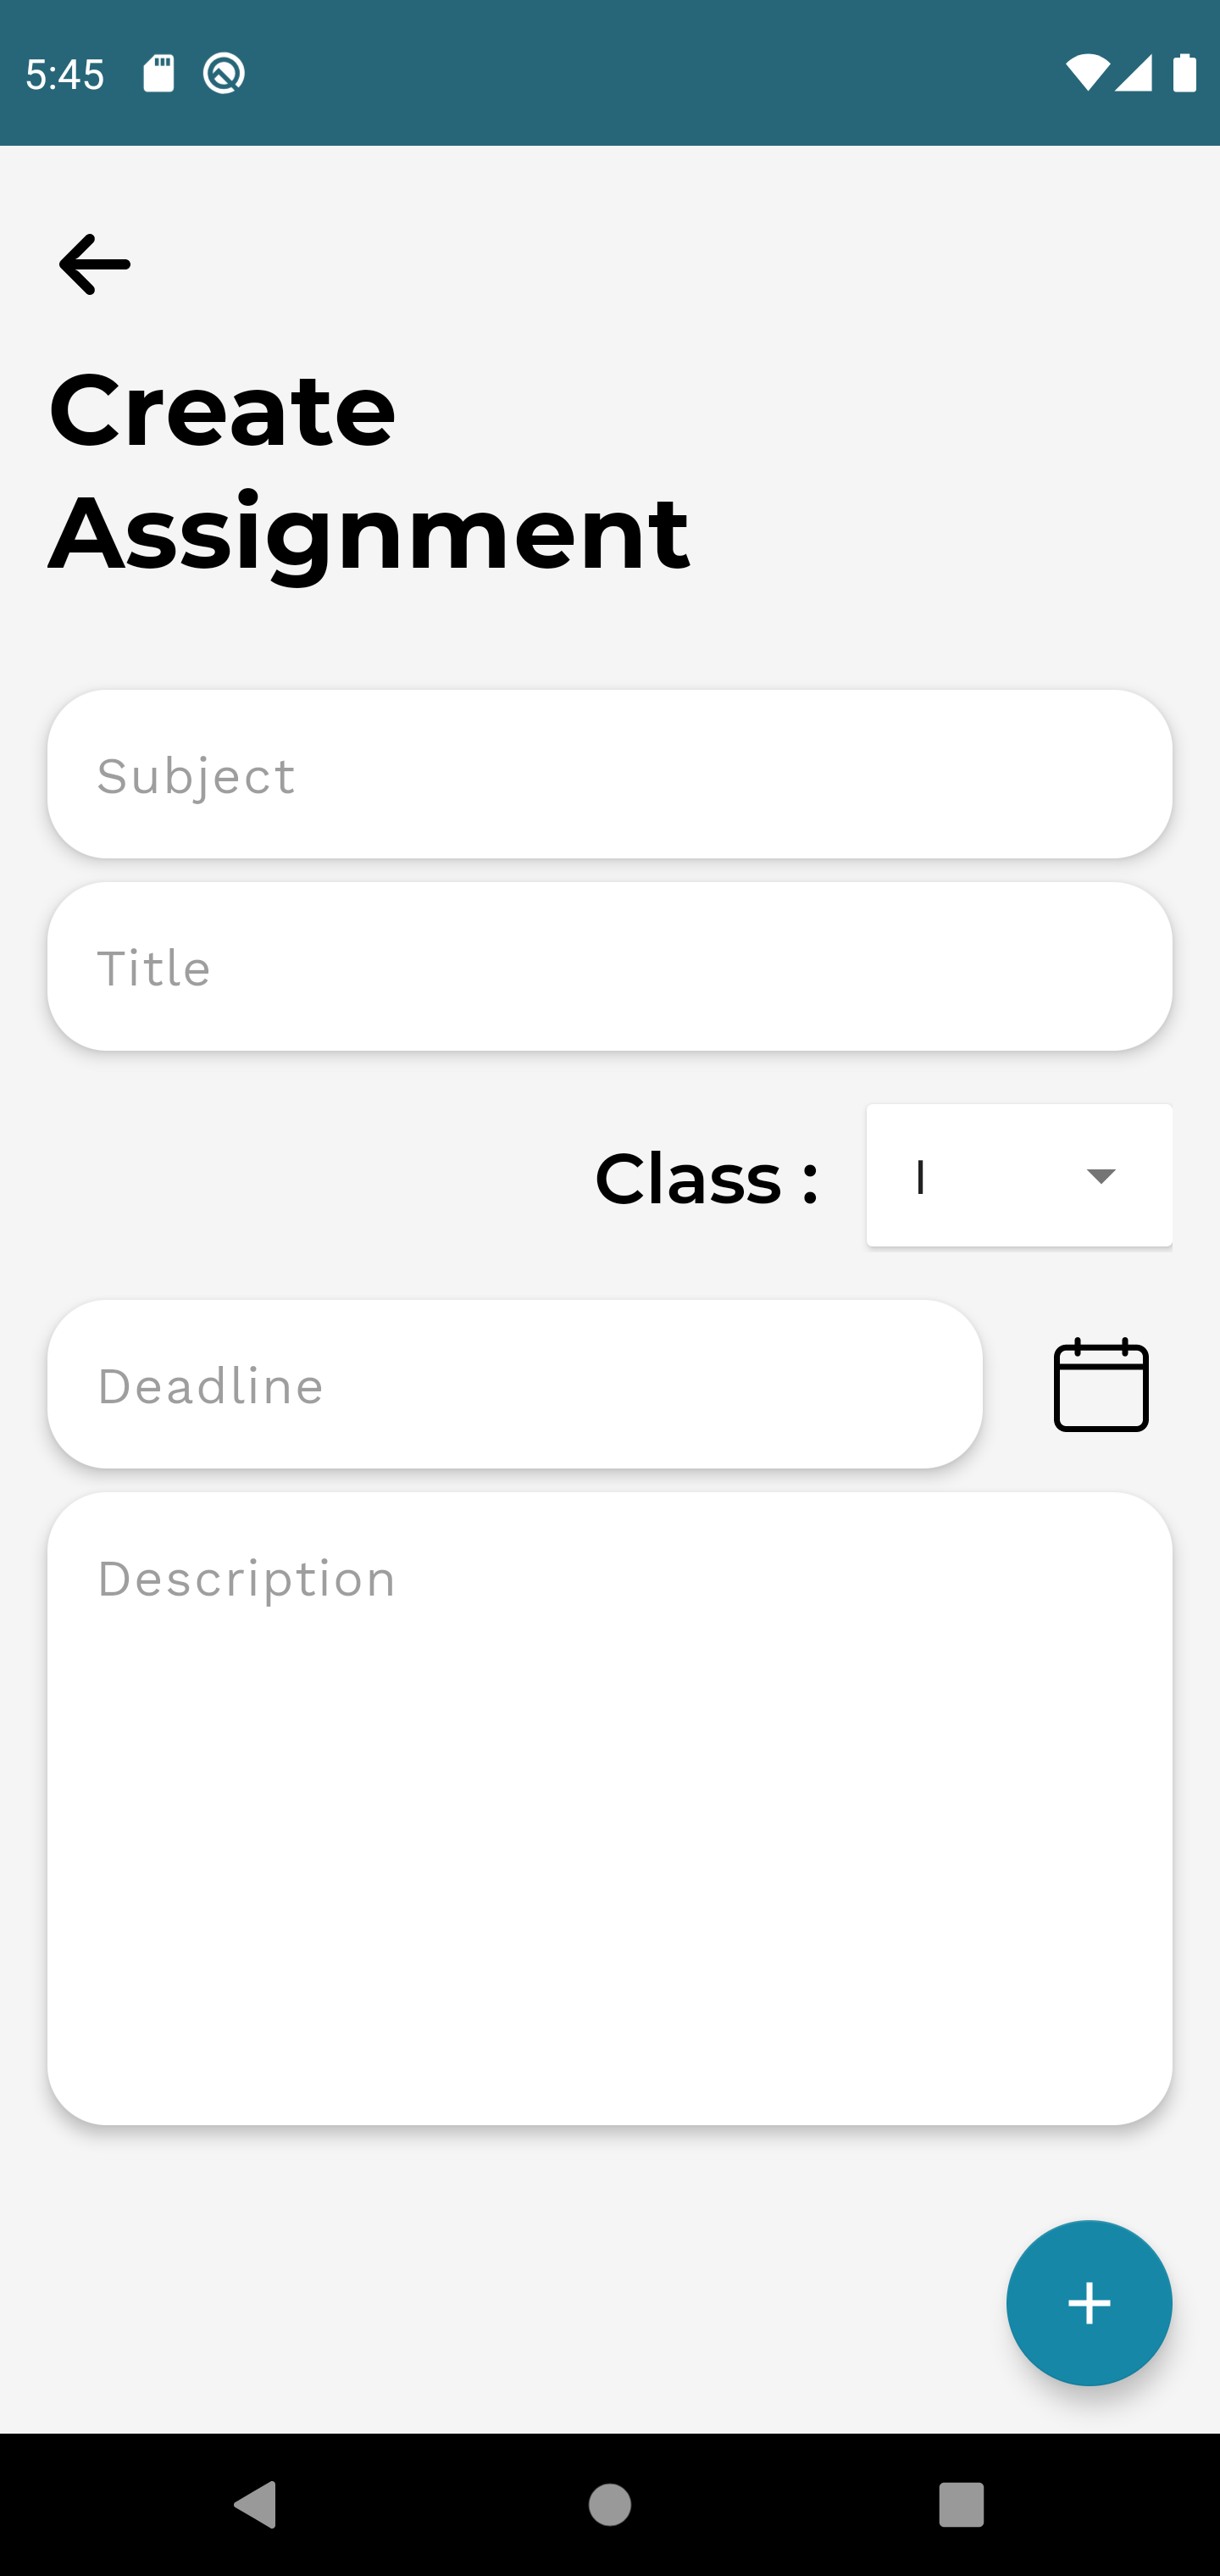 5:45
Create
Assignment
Subject
Title
Class : I
Deadline
Description